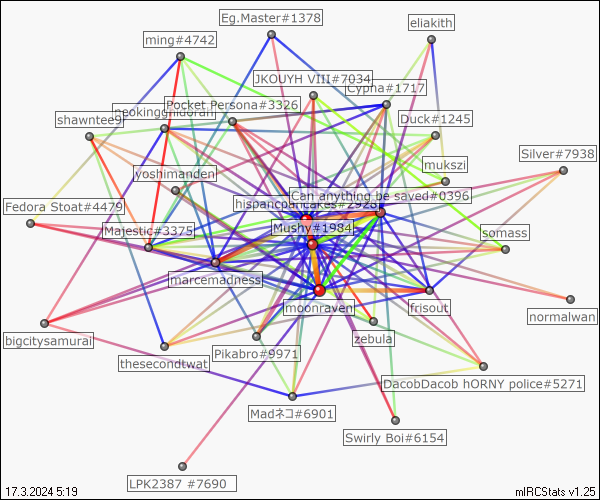 Eg.Master#1378
eliakith
ming#4742
JKOUYH VIII#7034
Cypha#1717
Pocket Persona#3326
peokingghidorah
shawntee9
Duck#1245
Silver#7938
mukszi
yoshimanden
Can anything be saved#0396
Fedora Stoat#4479
hispancpancakes#2923
Majestic#3375
Mushy#1984
somass
marcemadness
moonraven
frisout
normalwan
bigcitysamurai
zebula
thesecondtwat
Pikabro#9971
DacobDacob hORNY police#5271
Madネコ#6901
Swirly Boi#6154
LPK2387 #7690
17.3.2024 5:19
mIRCStats v1.25